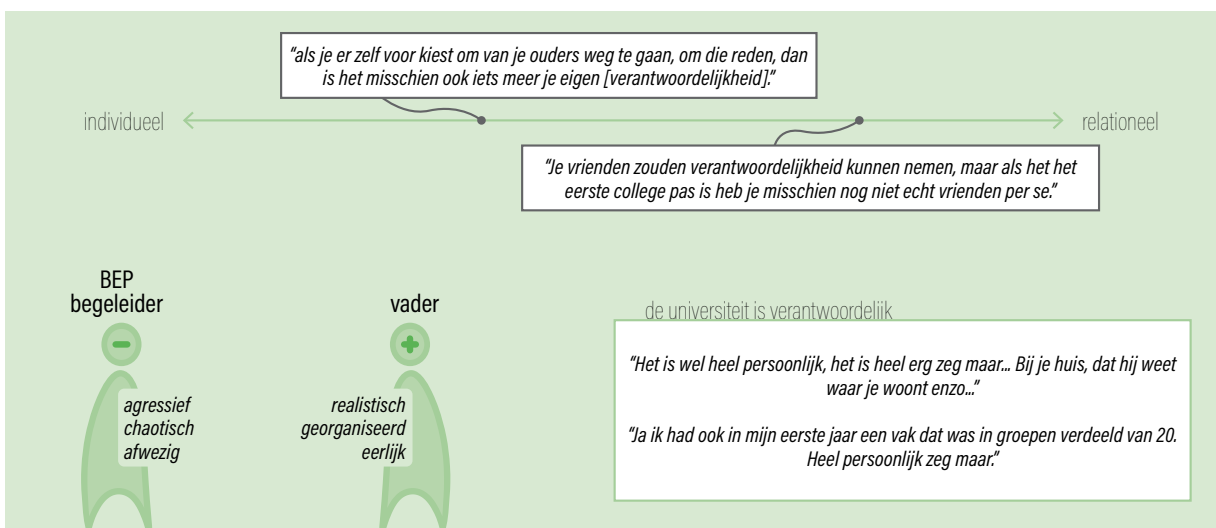 "als je er zelf voor kiest om van je ouders weg te gaan, om die reden, dan
is het misschien ook iets meer je eigen [verantwoordelijkheid]."
individueel
relationeel
"Je vrienden zouden verantwoordelijkheid kunnen nemen, maar als het het
eerste college pas is heb je misschien nog niet echt vrienden per se."
BEP
begeleider
agressief
chaotisch
afwezig
vader
realistisch
georganiseerd
eerlijk
de universiteit is verantwoordelijk
"Het is wel heel persoonlijk, het is heel erg zeg maar... Bij je huis, dat hij weet
waar je woont enzo..."
"Ja ik had ook in mijn eerste jaar een vak dat was in groepen verdeeld van 20.
Heel persoonlijk zeg maar."